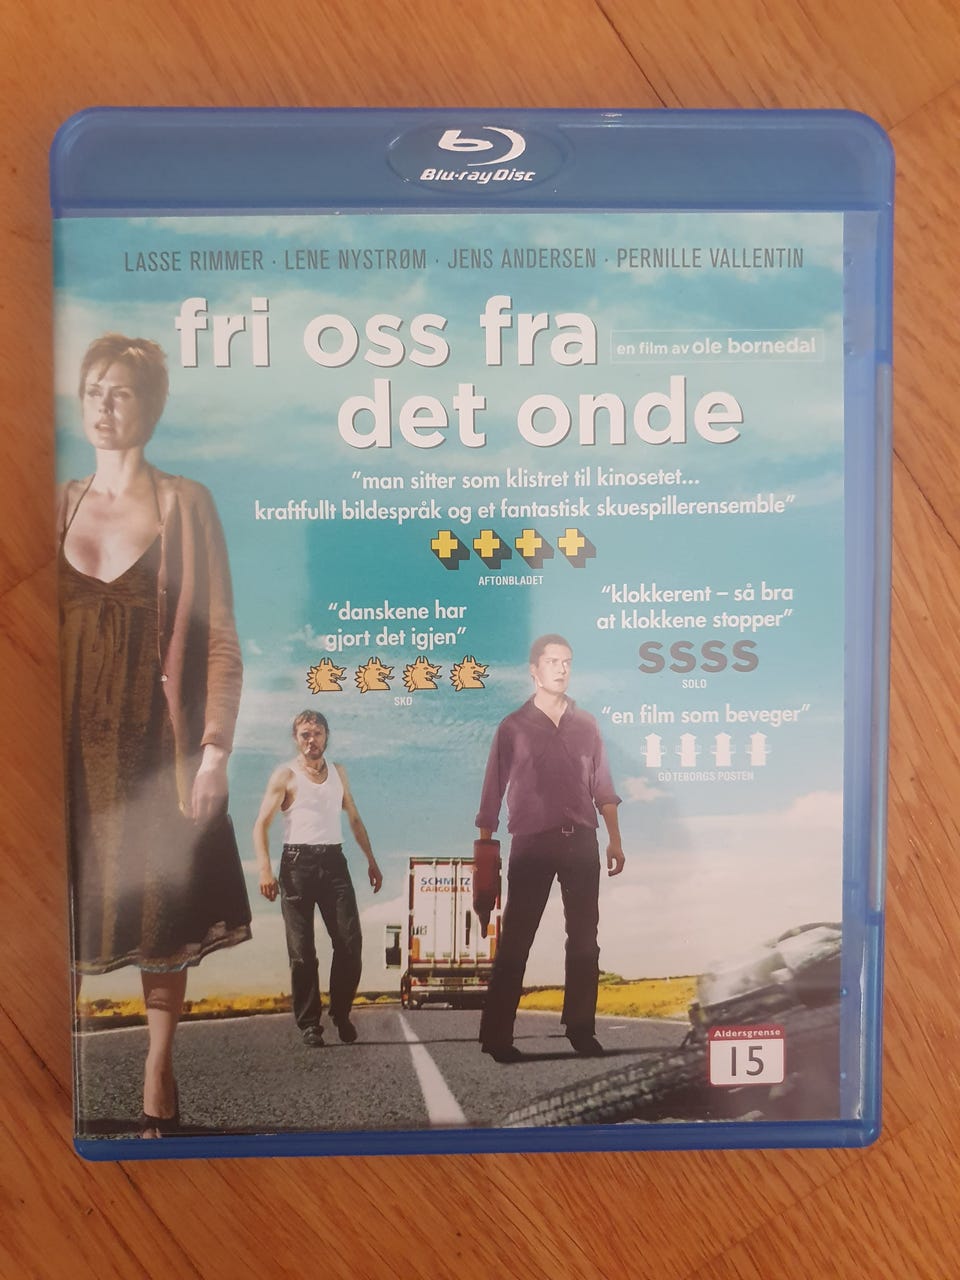 Blu-ray Disc
LASSE RIMMER · LENE NYSTRØM · JENS ANDERSEN · PERNILLE VALLENTIN
fri oss fra
en film av ole bornedal
det onde
"man sitter som klistret til kinosetet...
kraftfullt bildespråk og et fantastisk skuespillerensemble"
AFTONBLADET
"danskene har
gjort det igjen"
SKD
"klokkerent – så bra
at klokkene stopper"
SSSS
SOLO
"en film som beveger"
GÖTEBORGS POSTEN
SCHMITZ
CARGOBULL
Aldersgrense
15